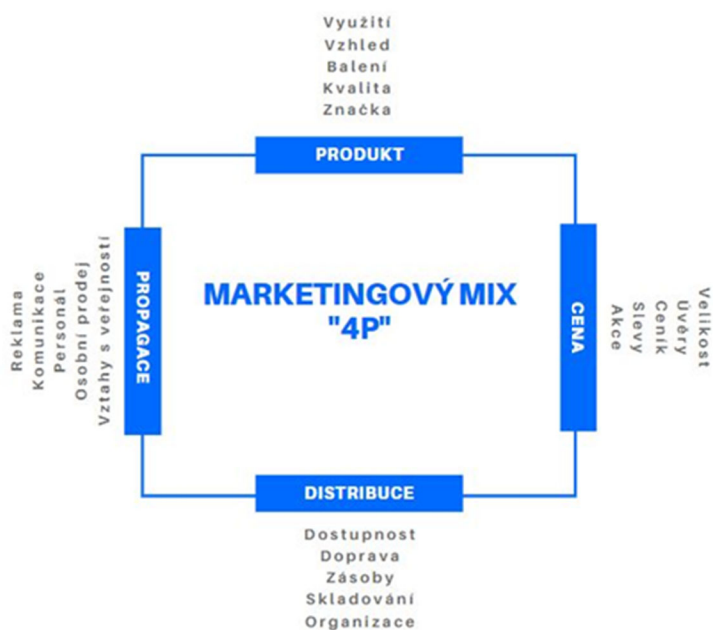 Využití
Vzhled
Balení
Kvalita
Značka
PRODUKT
Reklama
Komunikace
Personál
Osobní prodej
Vztahy s veřejností
PROPAGACE
MARKETINGOVÝ MIX
"4P"
CENA
Velikost
Úvěry
Ceník
Slevy
Akce
DISTRIBUCE
Dostupnost
Doprava
Zásoby
Skladování
Organizace